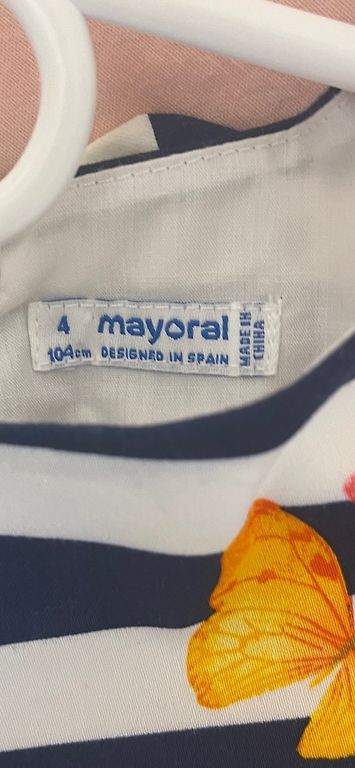 4 mayoral
104cm DESIGNED IN SPAIN
MADE IN
CHINA